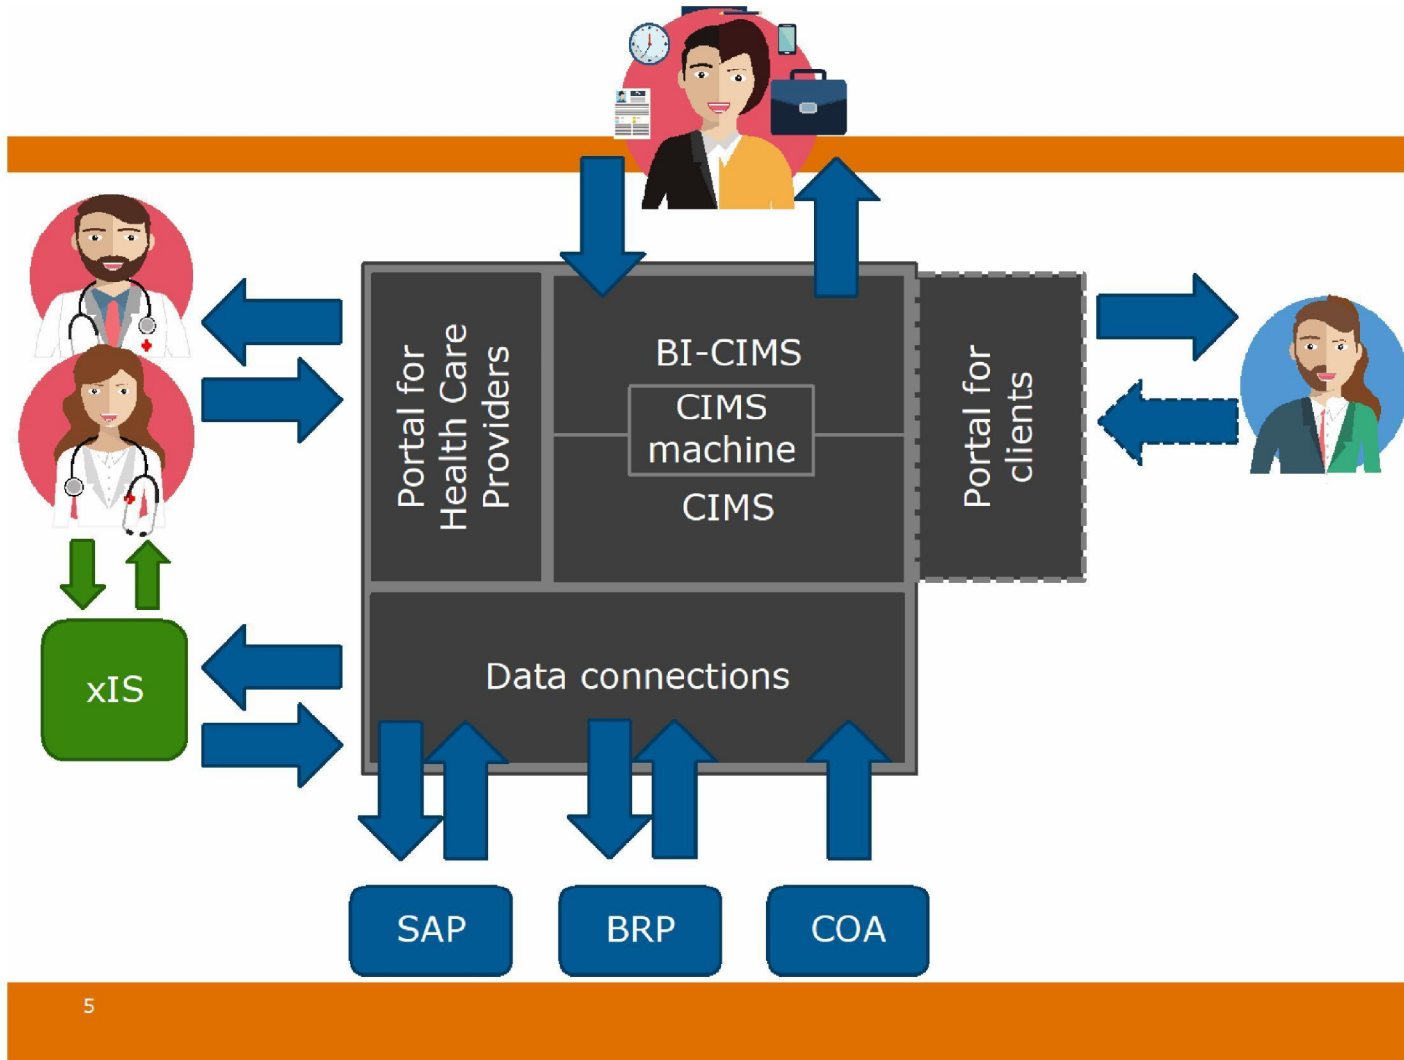 Portal for
Health Care
Providers
BI-CIMS
CIMS
machine
CIMS
Portal for
clients
xIS
Data connections
SAP
BRP
COA
5